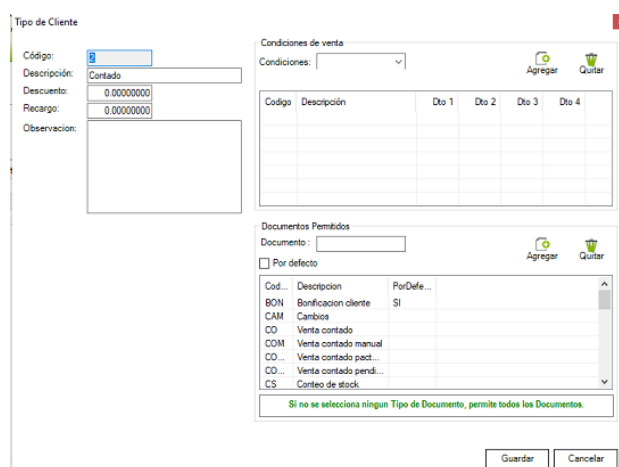 Tipo de Cliente
Código: 2
Descripción: Contado
Descuento: 0.00000000
Recargo: 0.00000000
Observacion:
Condiciones de venta
Condiciones:
Agregar Quitar
Codigo Descripción Dto 1 Dto 2 Dto 3 Dto 4
Documentos Permitidos
Documento :
Agregar Quitar
Por defecto
Cod... Descripcion PorDefe...
BON Bonificacion cliente SI
CAM Cambios
CO Venta contado
COM Venta contado manual
CO... Venta contado pact...
CO... Venta contado pendi...
CS Conteo de stock
Si no se selecciona ningun Tipo de Documento, permite todos los Documentos.
Guardar Cancelar